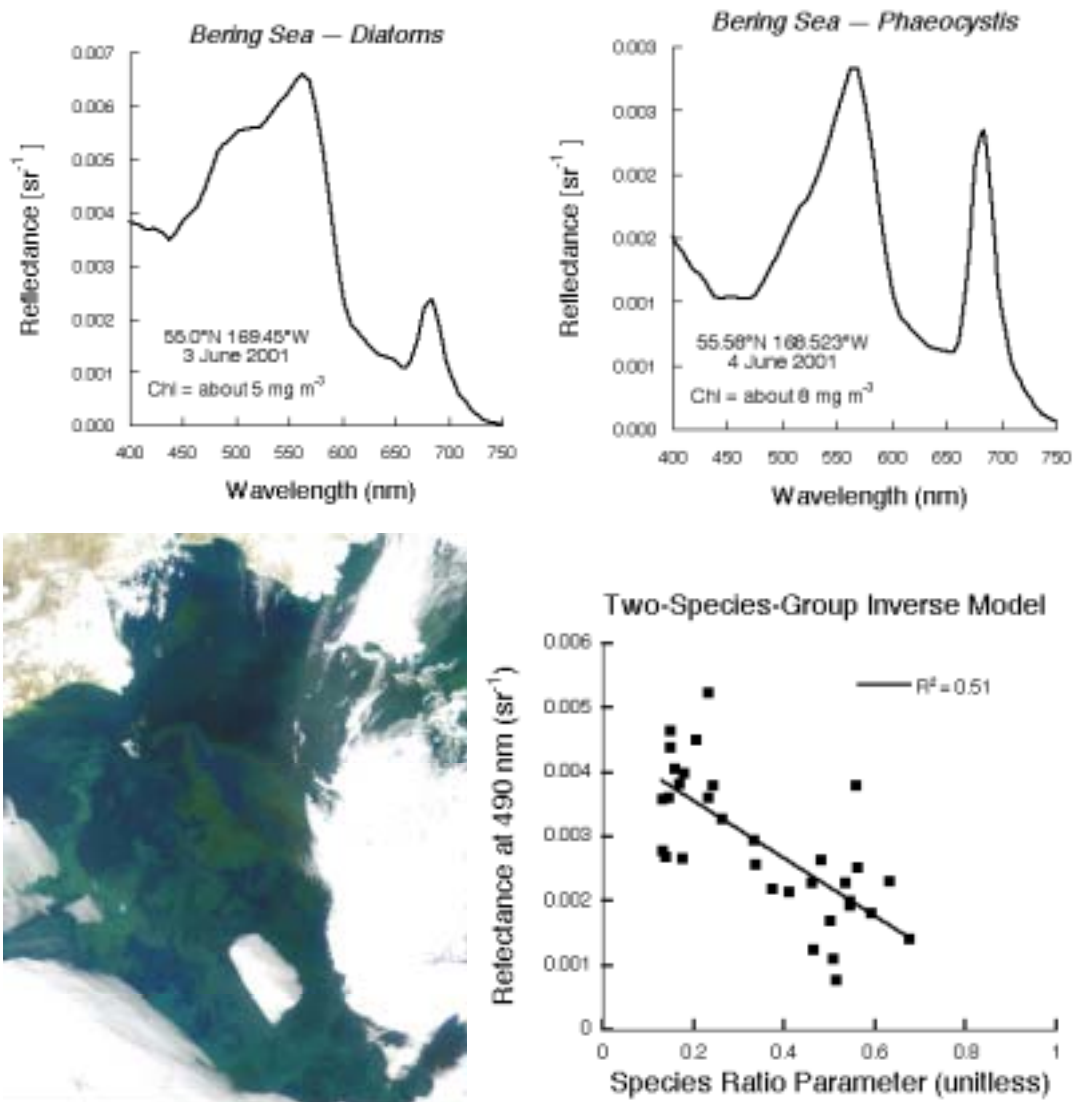 Bering Sea — Diatoms
0.007
0.006
0.005
0.004
0.003
0.002
0.001
0.000
Reflectance [sr⁻¹]
55.0°N 169.45°W
3 June 2001
Chl = about 5 mg m⁻³
400 450 500 550 600 650 700 750
Wavelength (nm)
Bering Sea — Phaeocystis
0.003
0.003
0.002
0.002
0.001
0.001
0.000
Reflectance [sr⁻¹]
55.58°N 168.523°W
4 June 2001
Chl = about 8 mg m⁻³
400 450 500 550 600 650 700 750
Wavelength (nm)
Two-Species-Group Inverse Model
0.006
0.005
0.004
0.003
0.002
0.001
0
Reflectance at 490 nm (sr⁻¹)
R² = 0.51
0 0.2 0.4 0.6 0.8 1
Species Ratio Parameter (unitless)